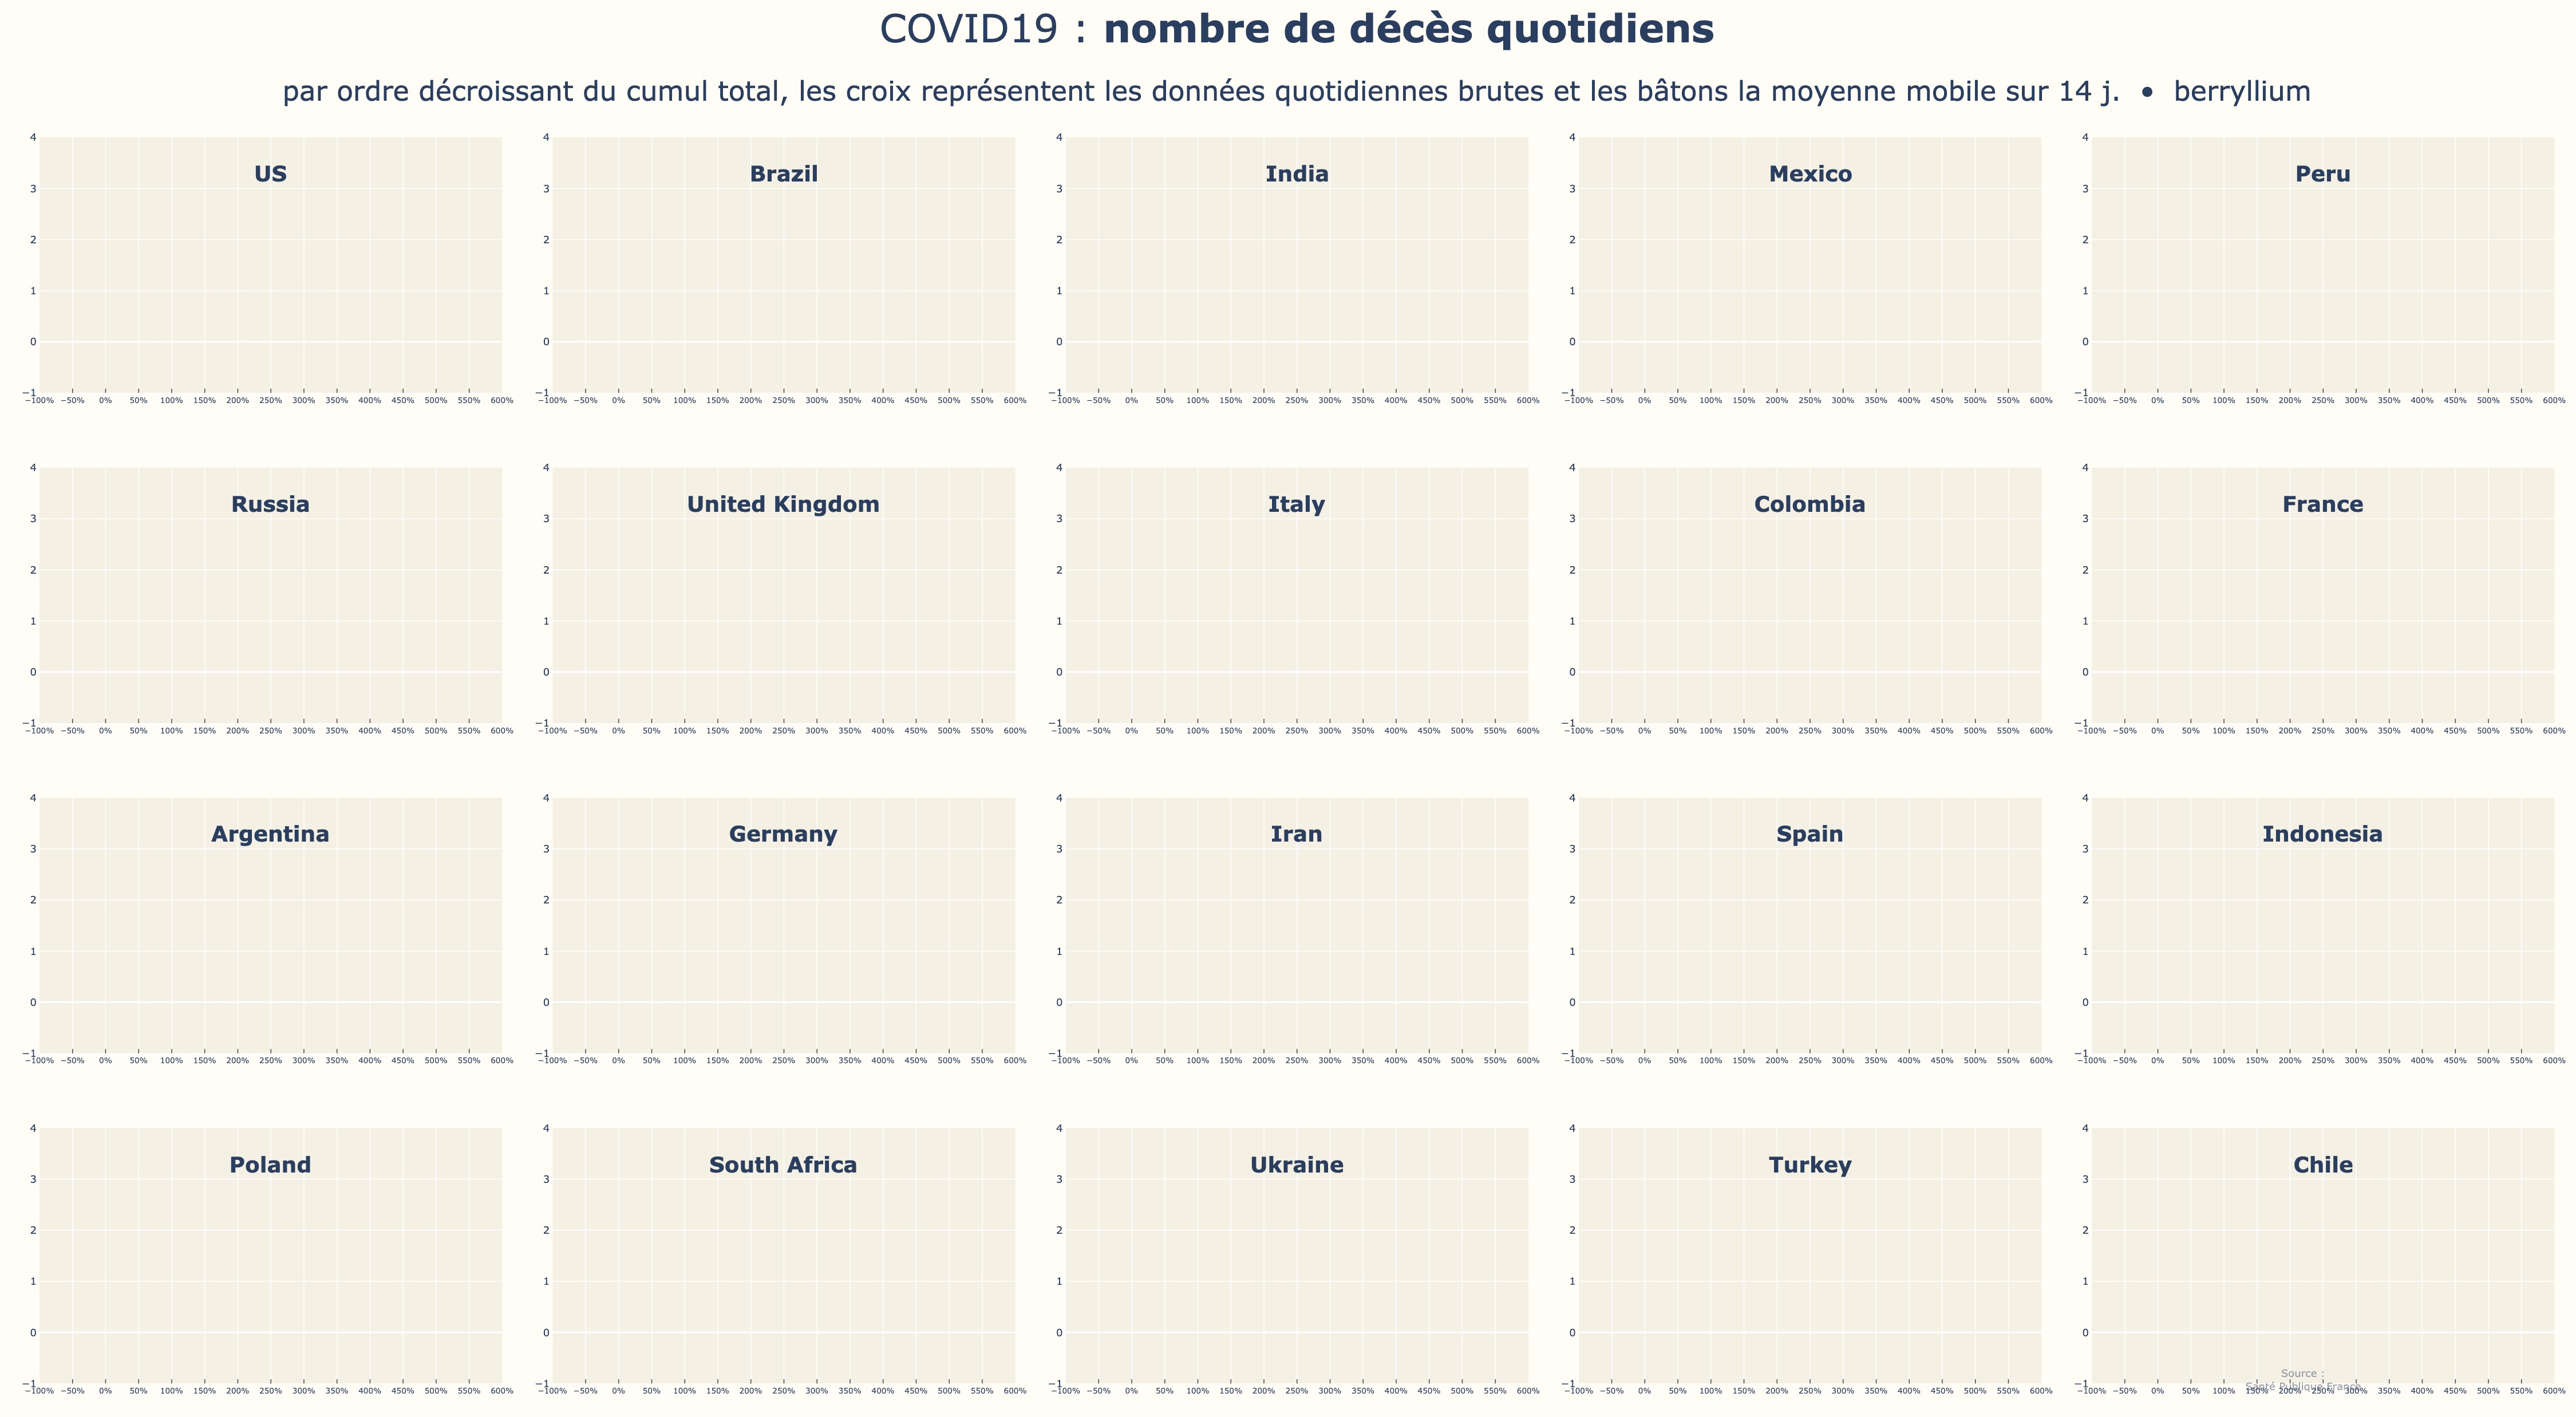 COVID19 : nombre de décès quotidiens
par ordre décroissant du cumul total, les croix représentent les données quotidiennes brutes et les bâtons la moyenne mobile sur 14 j. • berryllium
US
4
3
2
1
0
−1
−100% −50% 0% 50% 100% 150% 200% 250% 300% 350% 400% 450% 500% 550% 600%
Brazil
4
3
2
1
0
−1
−100% −50% 0% 50% 100% 150% 200% 250% 300% 350% 400% 450% 500% 550% 600%
India
4
3
2
1
0
−1
−100% −50% 0% 50% 100% 150% 200% 250% 300% 350% 400% 450% 500% 550% 600%
Mexico
4
3
2
1
0
−1
−100% −50% 0% 50% 100% 150% 200% 250% 300% 350% 400% 450% 500% 550% 600%
Peru
4
3
2
1
0
−1
−100% −50% 0% 50% 100% 150% 200% 250% 300% 350% 400% 450% 500% 550% 600%
Russia
4
3
2
1
0
−1
−100% −50% 0% 50% 100% 150% 200% 250% 300% 350% 400% 450% 500% 550% 600%
United Kingdom
4
3
2
1
0
−1
−100% −50% 0% 50% 100% 150% 200% 250% 300% 350% 400% 450% 500% 550% 600%
Italy
4
3
2
1
0
−1
−100% −50% 0% 50% 100% 150% 200% 250% 300% 350% 400% 450% 500% 550% 600%
Colombia
4
3
2
1
0
−1
−100% −50% 0% 50% 100% 150% 200% 250% 300% 350% 400% 450% 500% 550% 600%
France
4
3
2
1
0
−1
−100% −50% 0% 50% 100% 150% 200% 250% 300% 350% 400% 450% 500% 550% 600%
Argentina
4
3
2
1
0
−1
−100% −50% 0% 50% 100% 150% 200% 250% 300% 350% 400% 450% 500% 550% 600%
Germany
4
3
2
1
0
−1
−100% −50% 0% 50% 100% 150% 200% 250% 300% 350% 400% 450% 500% 550% 600%
Iran
4
3
2
1
0
−1
−100% −50% 0% 50% 100% 150% 200% 250% 300% 350% 400% 450% 500% 550% 600%
Spain
4
3
2
1
0
−1
−100% −50% 0% 50% 100% 150% 200% 250% 300% 350% 400% 450% 500% 550% 600%
Indonesia
4
3
2
1
0
−1
−100% −50% 0% 50% 100% 150% 200% 250% 300% 350% 400% 450% 500% 550% 600%
Poland
4
3
2
1
0
−1
−100% −50% 0% 50% 100% 150% 200% 250% 300% 350% 400% 450% 500% 550% 600%
South Africa
4
3
2
1
0
−1
−100% −50% 0% 50% 100% 150% 200% 250% 300% 350% 400% 450% 500% 550% 600%
Ukraine
4
3
2
1
0
−1
−100% −50% 0% 50% 100% 150% 200% 250% 300% 350% 400% 450% 500% 550% 600%
Turkey
4
3
2
1
0
−1
−100% −50% 0% 50% 100% 150% 200% 250% 300% 350% 400% 450% 500% 550% 600%
Chile
4
3
2
1
0
−1
Source :
Santé Publique France
−100% −50% 0% 50% 100% 150% 200% 250% 300% 350% 400% 450% 500% 550% 600%